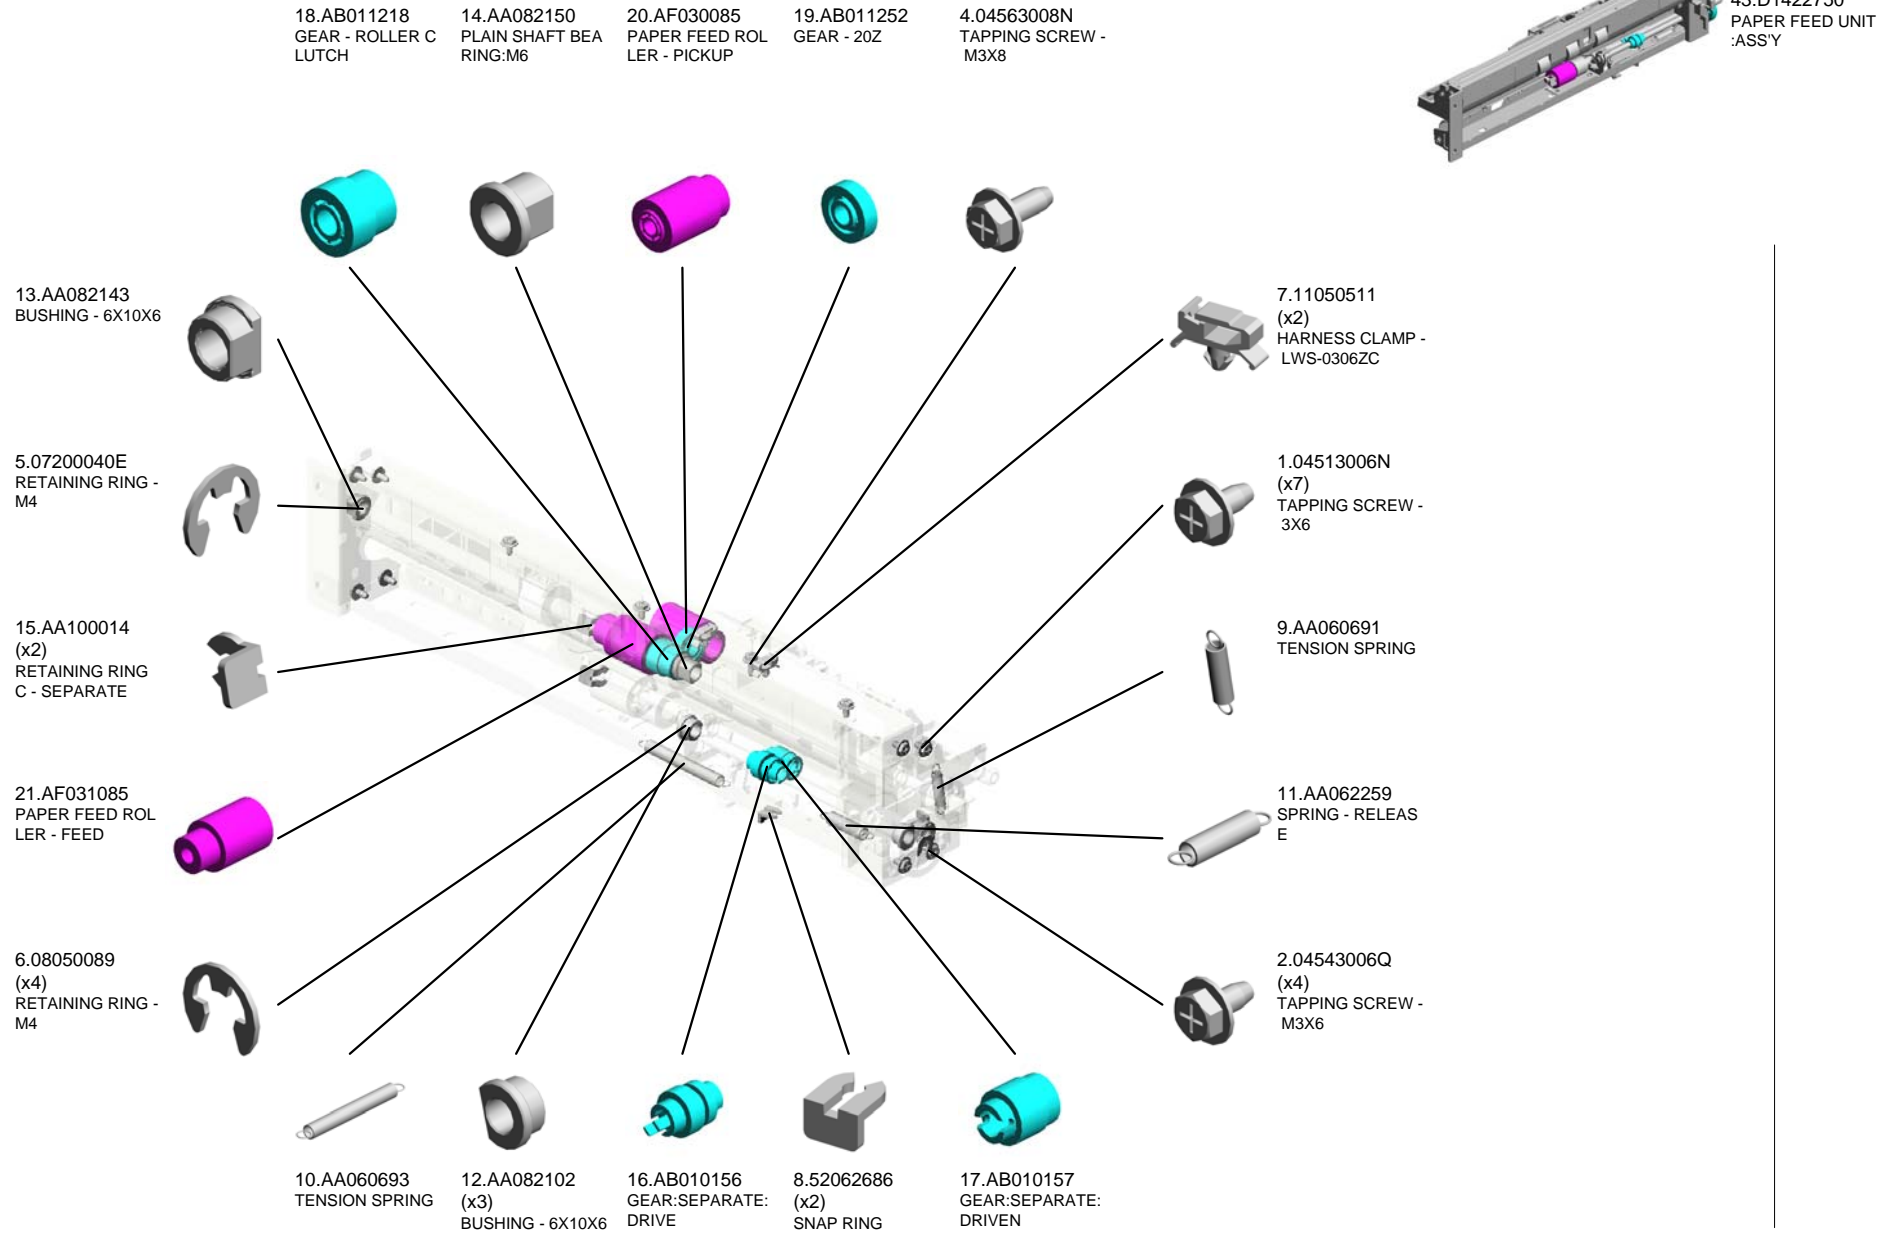 18.AB011218
GEAR - ROLLER C
LUTCH
14.AA082150
PLAIN SHAFT BEA
RING:M6
20.AF030085
PAPER FEED ROL
LER - PICKUP
19.AB011252
GEAR - 20Z
4.04563008N
TAPPING SCREW -
M3X8
43.D1422750
PAPER FEED UNIT
:ASS'Y
13.AA082143
BUSHING - 6X10X6
7.11050511
(x2)
HARNESS CLAMP -
LWS-0306ZC
5.07200040E
RETAINING RING -
M4
1.04513006N
(x7)
TAPPING SCREW -
3X6
15.AA100014
(x2)
RETAINING RING
C - SEPARATE
9.AA060691
TENSION SPRING
21.AF031085
PAPER FEED ROL
LER - FEED
11.AA062259
SPRING - RELEAS
E
6.08050089
(x4)
RETAINING RING -
M4
2.04543006Q
(x4)
TAPPING SCREW -
M3X6
10.AA060693
TENSION SPRING
12.AA082102
(x3)
BUSHING - 6X10X6
16.AB010156
GEAR:SEPARATE:
DRIVE
8.52062686
(x2)
SNAP RING
17.AB010157
GEAR:SEPARATE:
DRIVEN